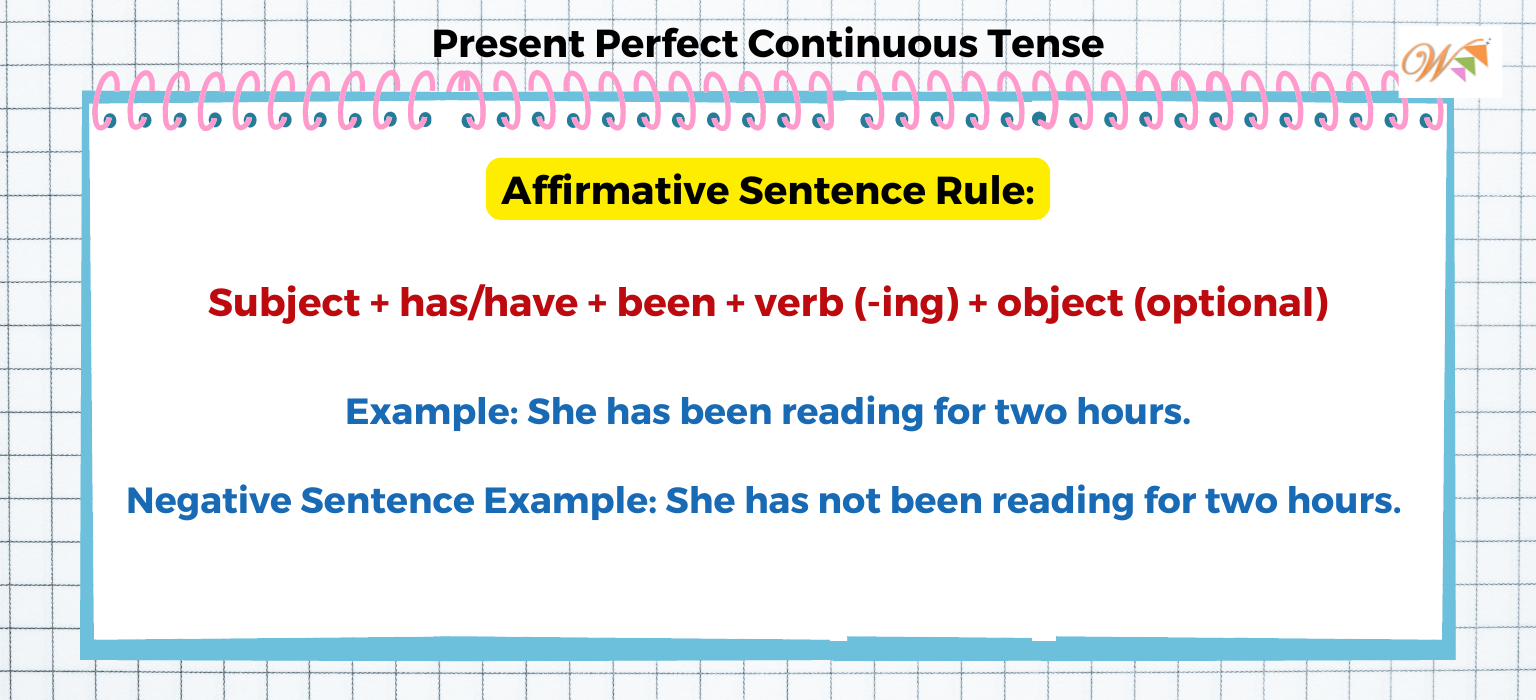 Present Perfect Continuous Tense
W
Affirmative Sentence Rule:
Subject + has/have + been + verb (-ing) + object (optional)
Example: She has been reading for two hours.
Negative Sentence Example: She has not been reading for two hours.